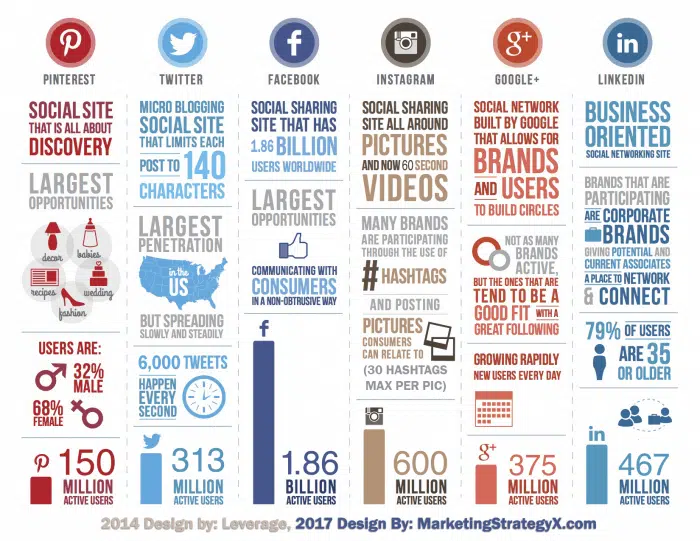 PINTEREST
SOCIAL SITE
THAT IS ALL ABOUT
DISCOVERY
LARGEST
OPPORTUNITIES
decor
babies
recipes
wedding
fashion
USERS ARE:
32%
MALE
68%
FEMALE
150
MILLION
ACTIVE USERS
TWITTER
MICRO BLOGGING
SOCIAL SITE
THAT LIMITS EACH
POST TO 140
CHARACTERS
LARGEST
PENETRATION
in the
US
BUT SPREADING
SLOWLY AND STEADILY
6,000 TWEETS
HAPPEN
EVERY
SECOND
313
MILLION
ACTIVE USERS
f
FACEBOOK
SOCIAL SHARING
SITE THAT HAS
1.86 BILLION
USERS WORLDWIDE
LARGEST
OPPORTUNITIES
COMMUNICATING WITH
CONSUMERS
IN A NON-OBTRUSIVE WAY
f
1.86
BILLION
ACTIVE USERS
INSTAGRAM
SOCIAL SHARING
SITE ALL AROUND
PICTURES
AND NOW 60 SECOND
VIDEOS
MANY BRANDS
ARE PARTICIPATING
THROUGH THE USE OF
# HASHTAGS
AND POSTING
PICTURES
CONSUMERS
CAN RELATE TO
(30 HASHTAGS
MAX PER PIC)
600
MILLION
ACTIVE USERS
g+
GOOGLE+
SOCIAL NETWORK
BUILT BY GOOGLE
THAT ALLOWS FOR
BRANDS
AND USERS
TO BUILD CIRCLES
NOT AS MANY
BRANDS
ACTIVE,
BUT THE ONES THAT ARE
TEND TO BE A
GOOD FIT WITH A
GREAT FOLLOWING
GROWING RAPIDLY
NEW USERS EVERY DAY
g+
375
MILLION
ACTIVE USERS
in
LINKEDIN
BUSINESS
ORIENTED
SOCIAL NETWORKING SITE
BRANDS THAT ARE
PARTICIPATING
ARE CORPORATE
BRANDS
GIVING POTENTIAL AND
CURRENT ASSOCIATES
A PLACE TO NETWORK
& CONNECT
79% OF USERS
ARE 35
OR OLDER
in
467
MILLION
ACTIVE USERS
2014 Design by: Leverage, 2017 Design By: MarketingStrategyX.com